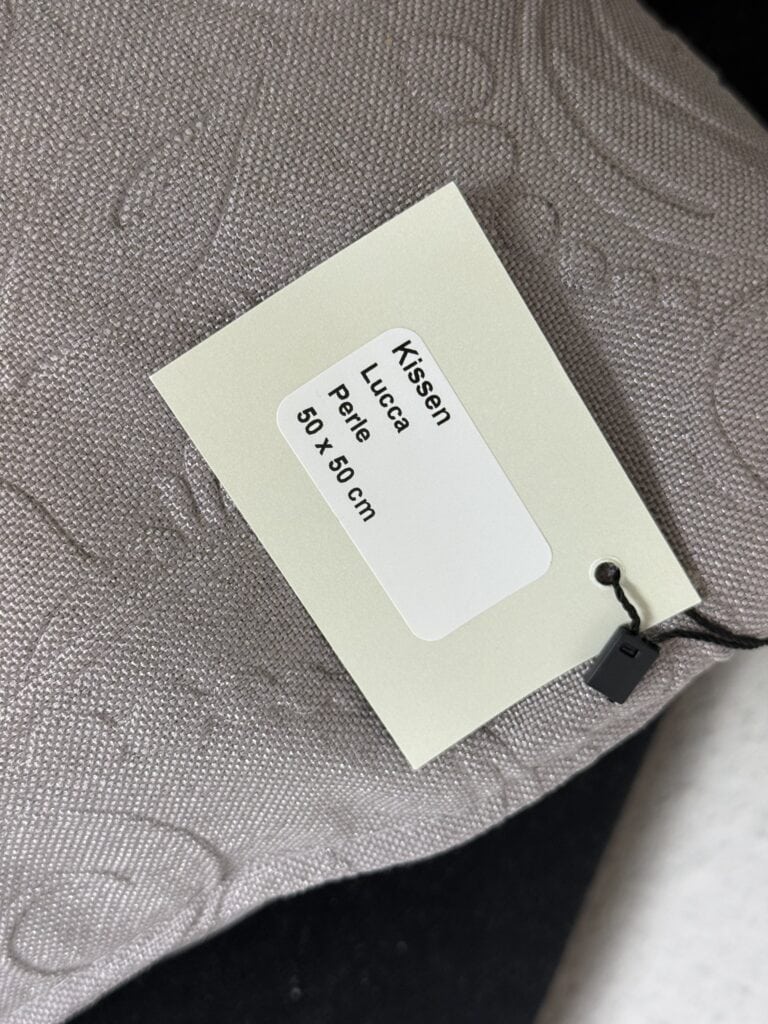 Kissen
Lucca
Perle
50 x 50 cm